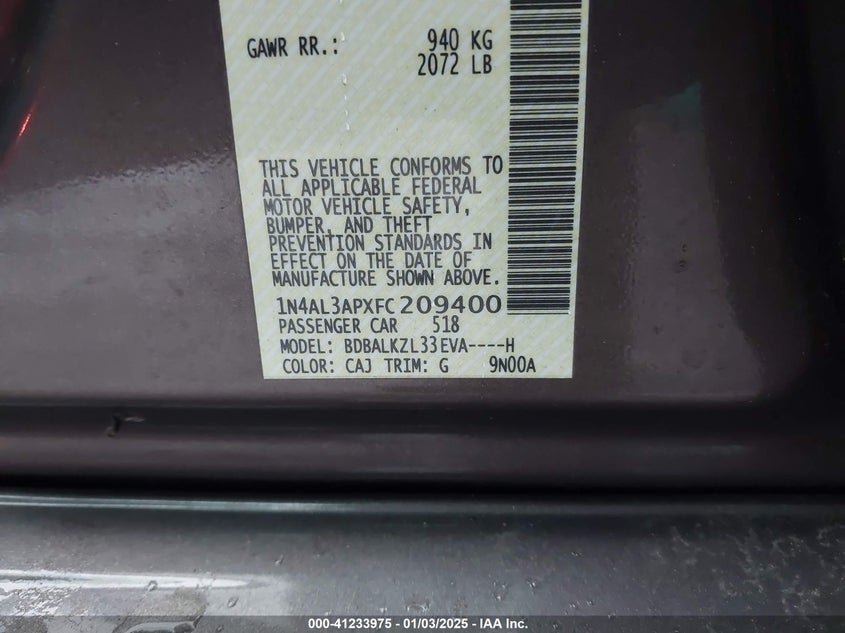 GAWR RR.: 940 KG
2072 LB
THIS VEHICLE CONFORMS TO
ALL APPLICABLE FEDERAL
MOTOR VEHICLE SAFETY,
BUMPER, AND THEFT
PREVENTION STANDARDS IN
EFFECT ON THE DATE OF
MANUFACTURE SHOWN ABOVE.
1N4AL3APXFC209400
PASSENGER CAR 518
MODEL: BDBALKZL33EVA----H
COLOR: CAJ TRIM: G 9N00A
000-41233975 - 01/03/2025 - IAA Inc.